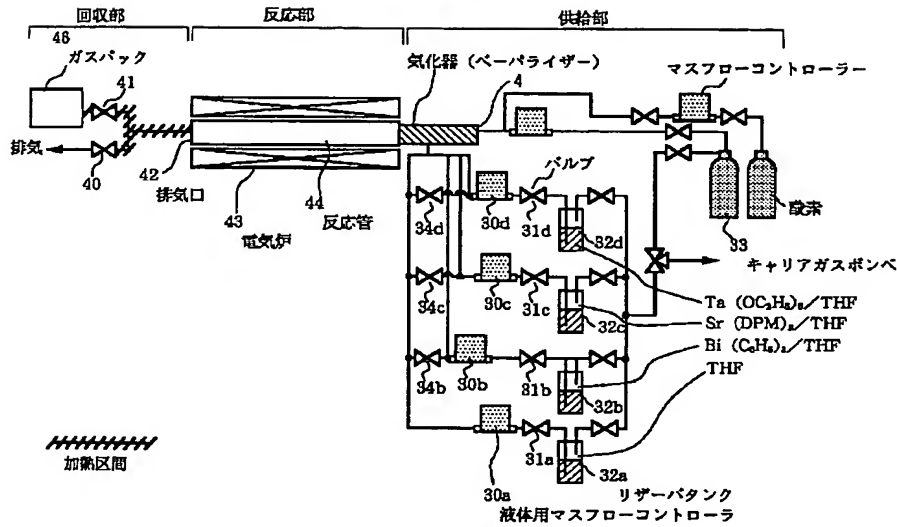 回収部
反応部
供給部
46
ガスパック
41
排気
40
42
排気口
43
電気炉
44
反応管
気化器（ベーパライザー）
4
マスフローコントローラー
バルブ
34d
30d
31d
32d
33
酸素
キャリアガスボンベ
34c
30c
31c
32c
Ta (OC₂H₅)₅／THF
Sr (DPM)₂／THF
Bi (C₆H₅)₃／THF
THF
34b
30b
31b
32b
30a
31a
32a
加熱区間
リザーバタンク
液体用マスフローコントローラ